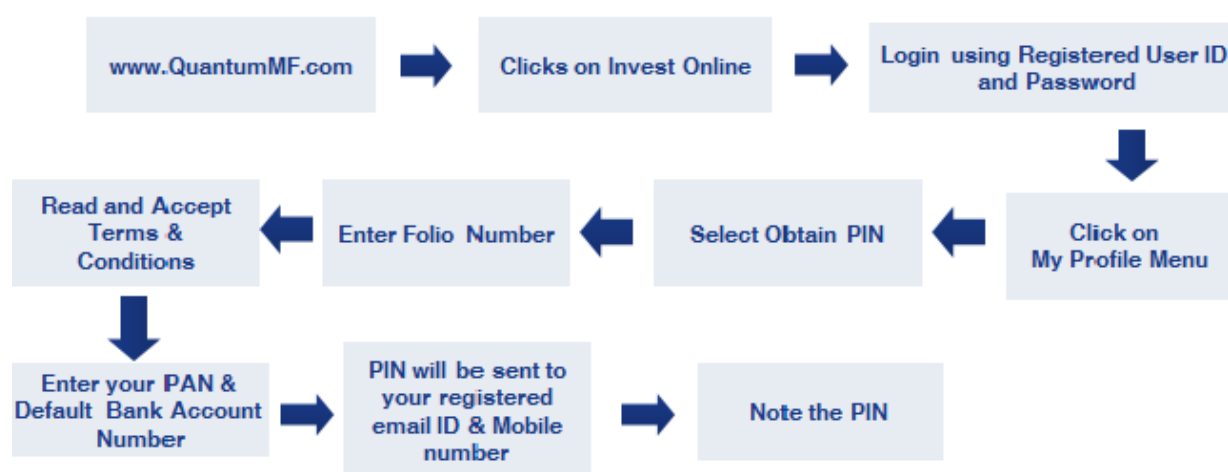 www.QuantumMF.com
Clicks on Invest Online
Login using Registered User ID
and Password
Click on
My Profile Menu
Select Obtain PIN
Enter Folio Number
Read and Accept
Terms &
Conditions
Enter your PAN &
Default Bank Account
Number
PIN will be sent to
your registered
email ID & Mobile
number
Note the PIN